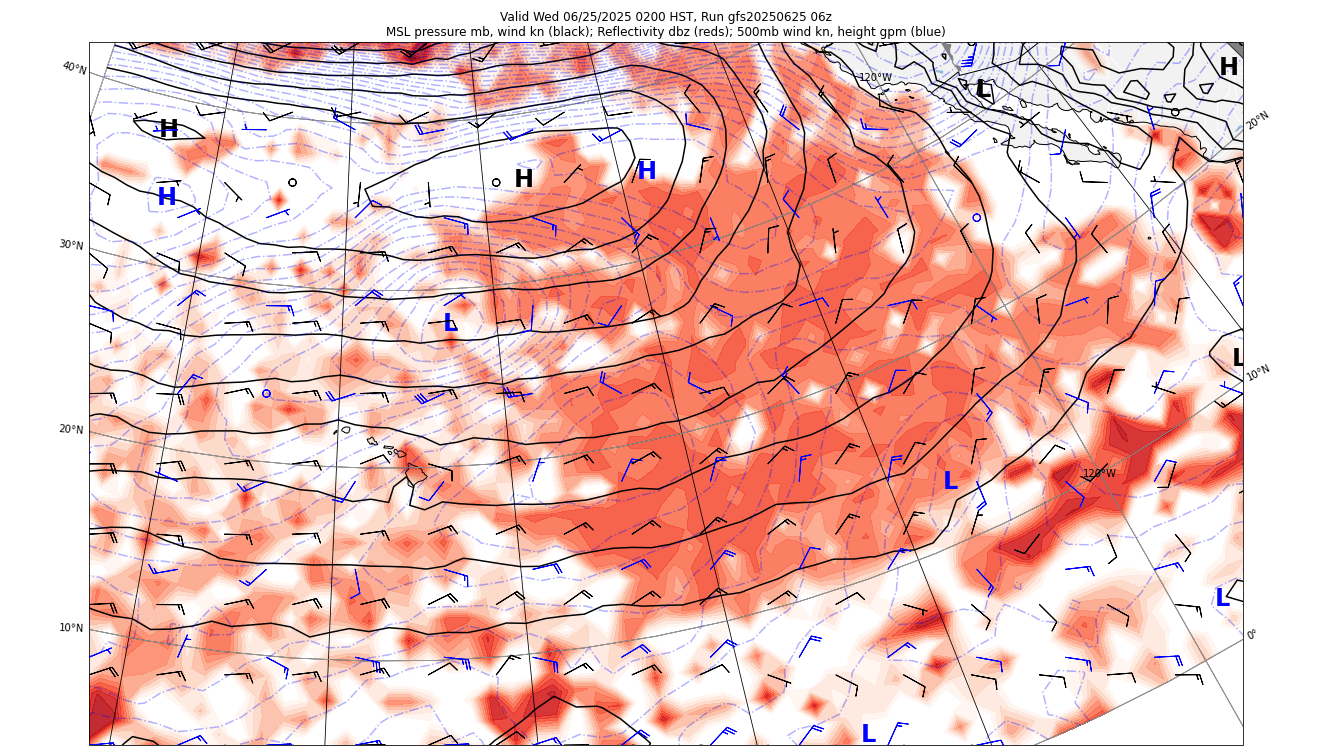 Valid Wed 06/25/2025 0200 HST, Run gfs20250625 06z
MSL pressure mb, wind kn (black); Reflectivity dbz (reds); 500mb wind kn, height gpm (blue)
40°N
120°W
H
L
20°N
H
H
H
H
30°N
L
L
10°N
20°N
L
120°W
L
10°N
0°
L